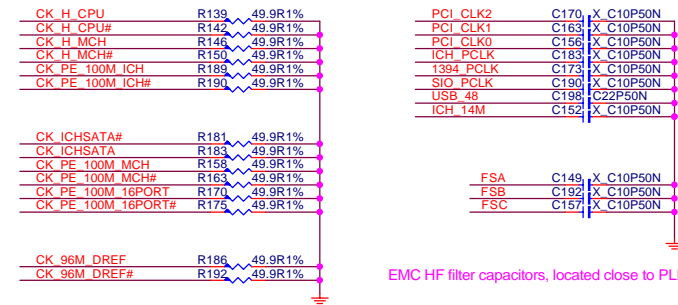 CK_H_CPU R139 49.9R1%
CK_H_CPU# R142 49.9R1%
CK_H_MCH R146 49.9R1%
CK_H_MCH# R150 49.9R1%
CK_PE_100M_ICH R189 49.9R1%
CK_PE_100M_ICH# R190 49.9R1%
CK_ICHSATA# R181 49.9R1%
CK_ICHSATA R183 49.9R1%
CK_PE_100M_MCH R158 49.9R1%
CK_PE_100M_MCH# R163 49.9R1%
CK_PE_100M_16PORT R170 49.9R1%
CK_PE_100M_16PORT# R175 49.9R1%
CK_96M_DREF R186 49.9R1%
CK_96M_DREF# R192 49.9R1%
PCI_CLK2 C170 X_C10P50N
PCI_CLK1 C163 X_C10P50N
PCI_CLK0 C156 X_C10P50N
ICH_PCLK C183 X_C10P50N
1394_PCLK C173 X_C10P50N
SIO_PCLK C190 X_C10P50N
USB_48 C198 C22P50N
ICH_14M C152 X_C10P50N
FSA C149 X_C10P50N
FSB C192 X_C10P50N
FSC C157 X_C10P50N
EMC HF filter capacitors, located close to PL